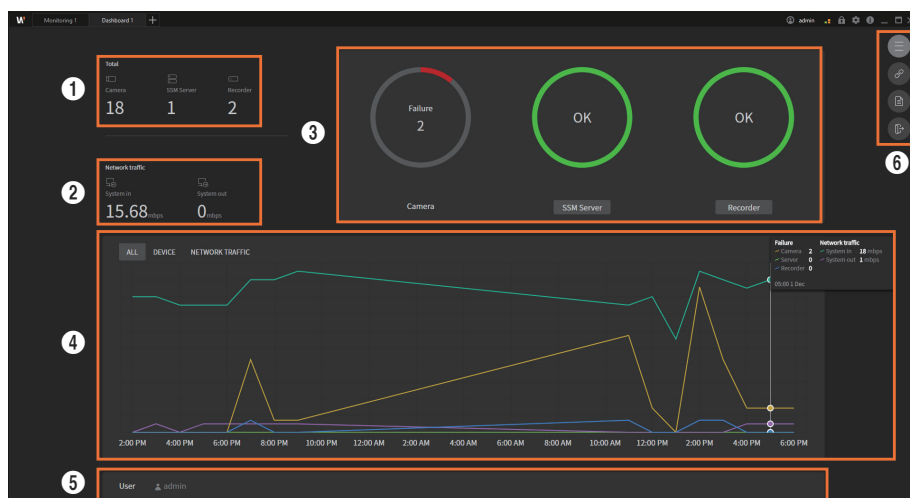 W Monitoring 1 Dashboard 1 admin
1
Total
Camera SSM Server Recorder
18 1 2
2
Network traffic
System in System out
15.68 mbps 0 mbps
3
Failure
2
OK
OK
Camera SSM Server Recorder
6
4
ALL DEVICE NETWORK TRAFFIC
Failure Network traffic
Camera 2 System in 18 mbps
Server 0 System out 1 mbps
Recorder 0
05:00 1 Dec
2:00 PM 4:00 PM 6:00 PM 8:00 PM 10:00 PM 12:00 AM 2:00 AM 4:00 AM 6:00 AM 8:00 AM 10:00 AM 12:00 PM 2:00 PM 4:00 PM 6:00 PM
5
User admin